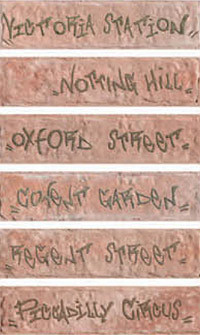 "Victoria Station"
"Notting Hill"
"Oxford Street"
"Covent Garden"
"Regent Street"
"Piccadilly Circus"